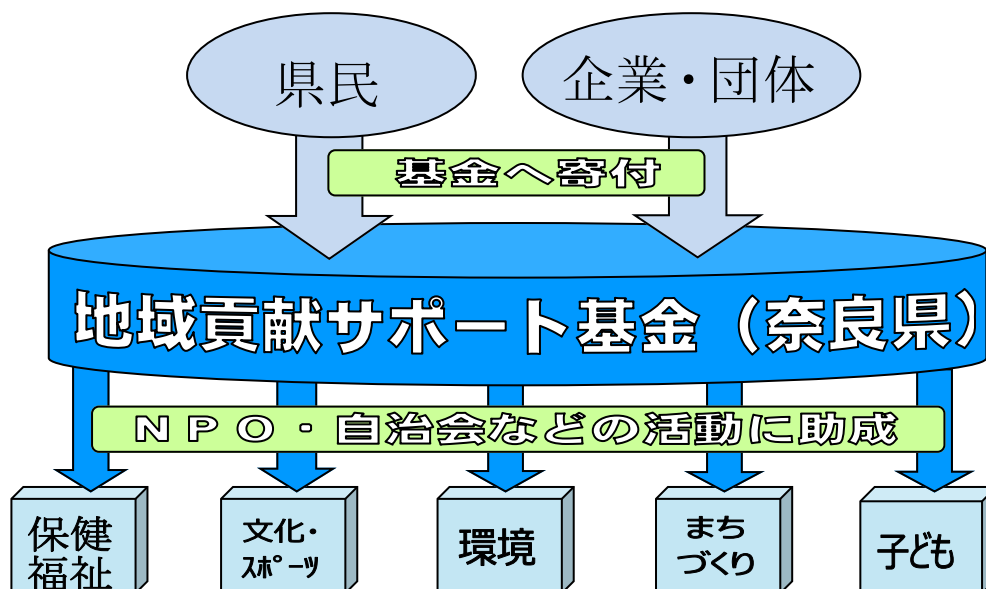 県民
企業・団体
基金へ寄付
地域貢献サポート基金（奈良県）
ＮＰＯ・自治会などの活動に助成
保健
福祉
文化・
ｽﾎﾟｰﾂ
環境
まち
づくり
子ども